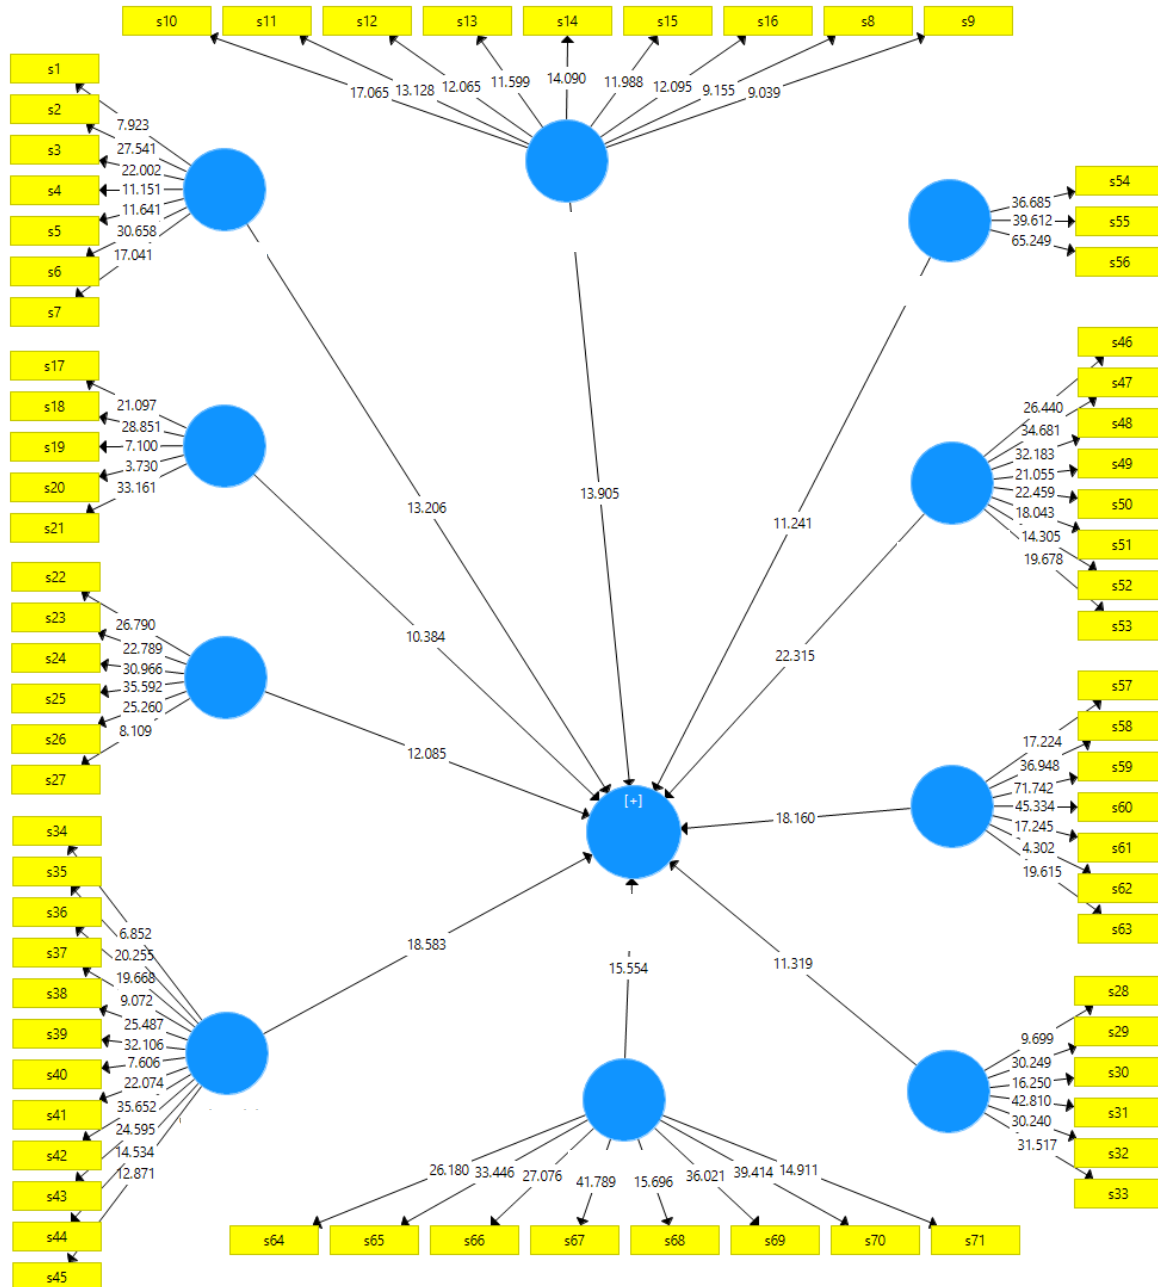 s10
s11
s12
s13
s14
s15
s16
s8
s9
17.065
13.128
12.065
11.599
14.090
11.988
12.095
9.155
9.039
s1
s2
s3
s4
s5
s6
s7
7.923
27.541
22.002
11.151
11.641
30.658
17.041
s54
s55
s56
36.685
39.612
65.249
s17
s18
s19
s20
s21
21.097
28.851
7.100
3.730
33.161
s46
s47
s48
s49
s50
s51
s52
s53
26.440
34.681
32.183
21.055
22.459
18.043
14.305
19.678
13.206
13.905
11.241
10.384
22.315
s22
s23
s24
s25
s26
s27
26.790
22.789
30.966
35.592
25.260
8.109
12.085
[+]
18.160
s57
s58
s59
s60
s61
s62
s63
17.224
36.948
71.742
45.334
17.245
4.302
19.615
s34
s35
s36
s37
s38
s39
s40
s41
s42
s43
s44
s45
6.852
20.255
19.668
9.072
25.487
32.106
7.606
22.074
35.652
24.595
14.534
12.871
18.583
15.554
11.319
s28
s29
s30
s31
s32
s33
9.699
30.249
16.250
42.810
30.240
31.517
26.180
33.446
27.076
41.789
15.696
36.021
39.414
14.911
s64
s65
s66
s67
s68
s69
s70
s71